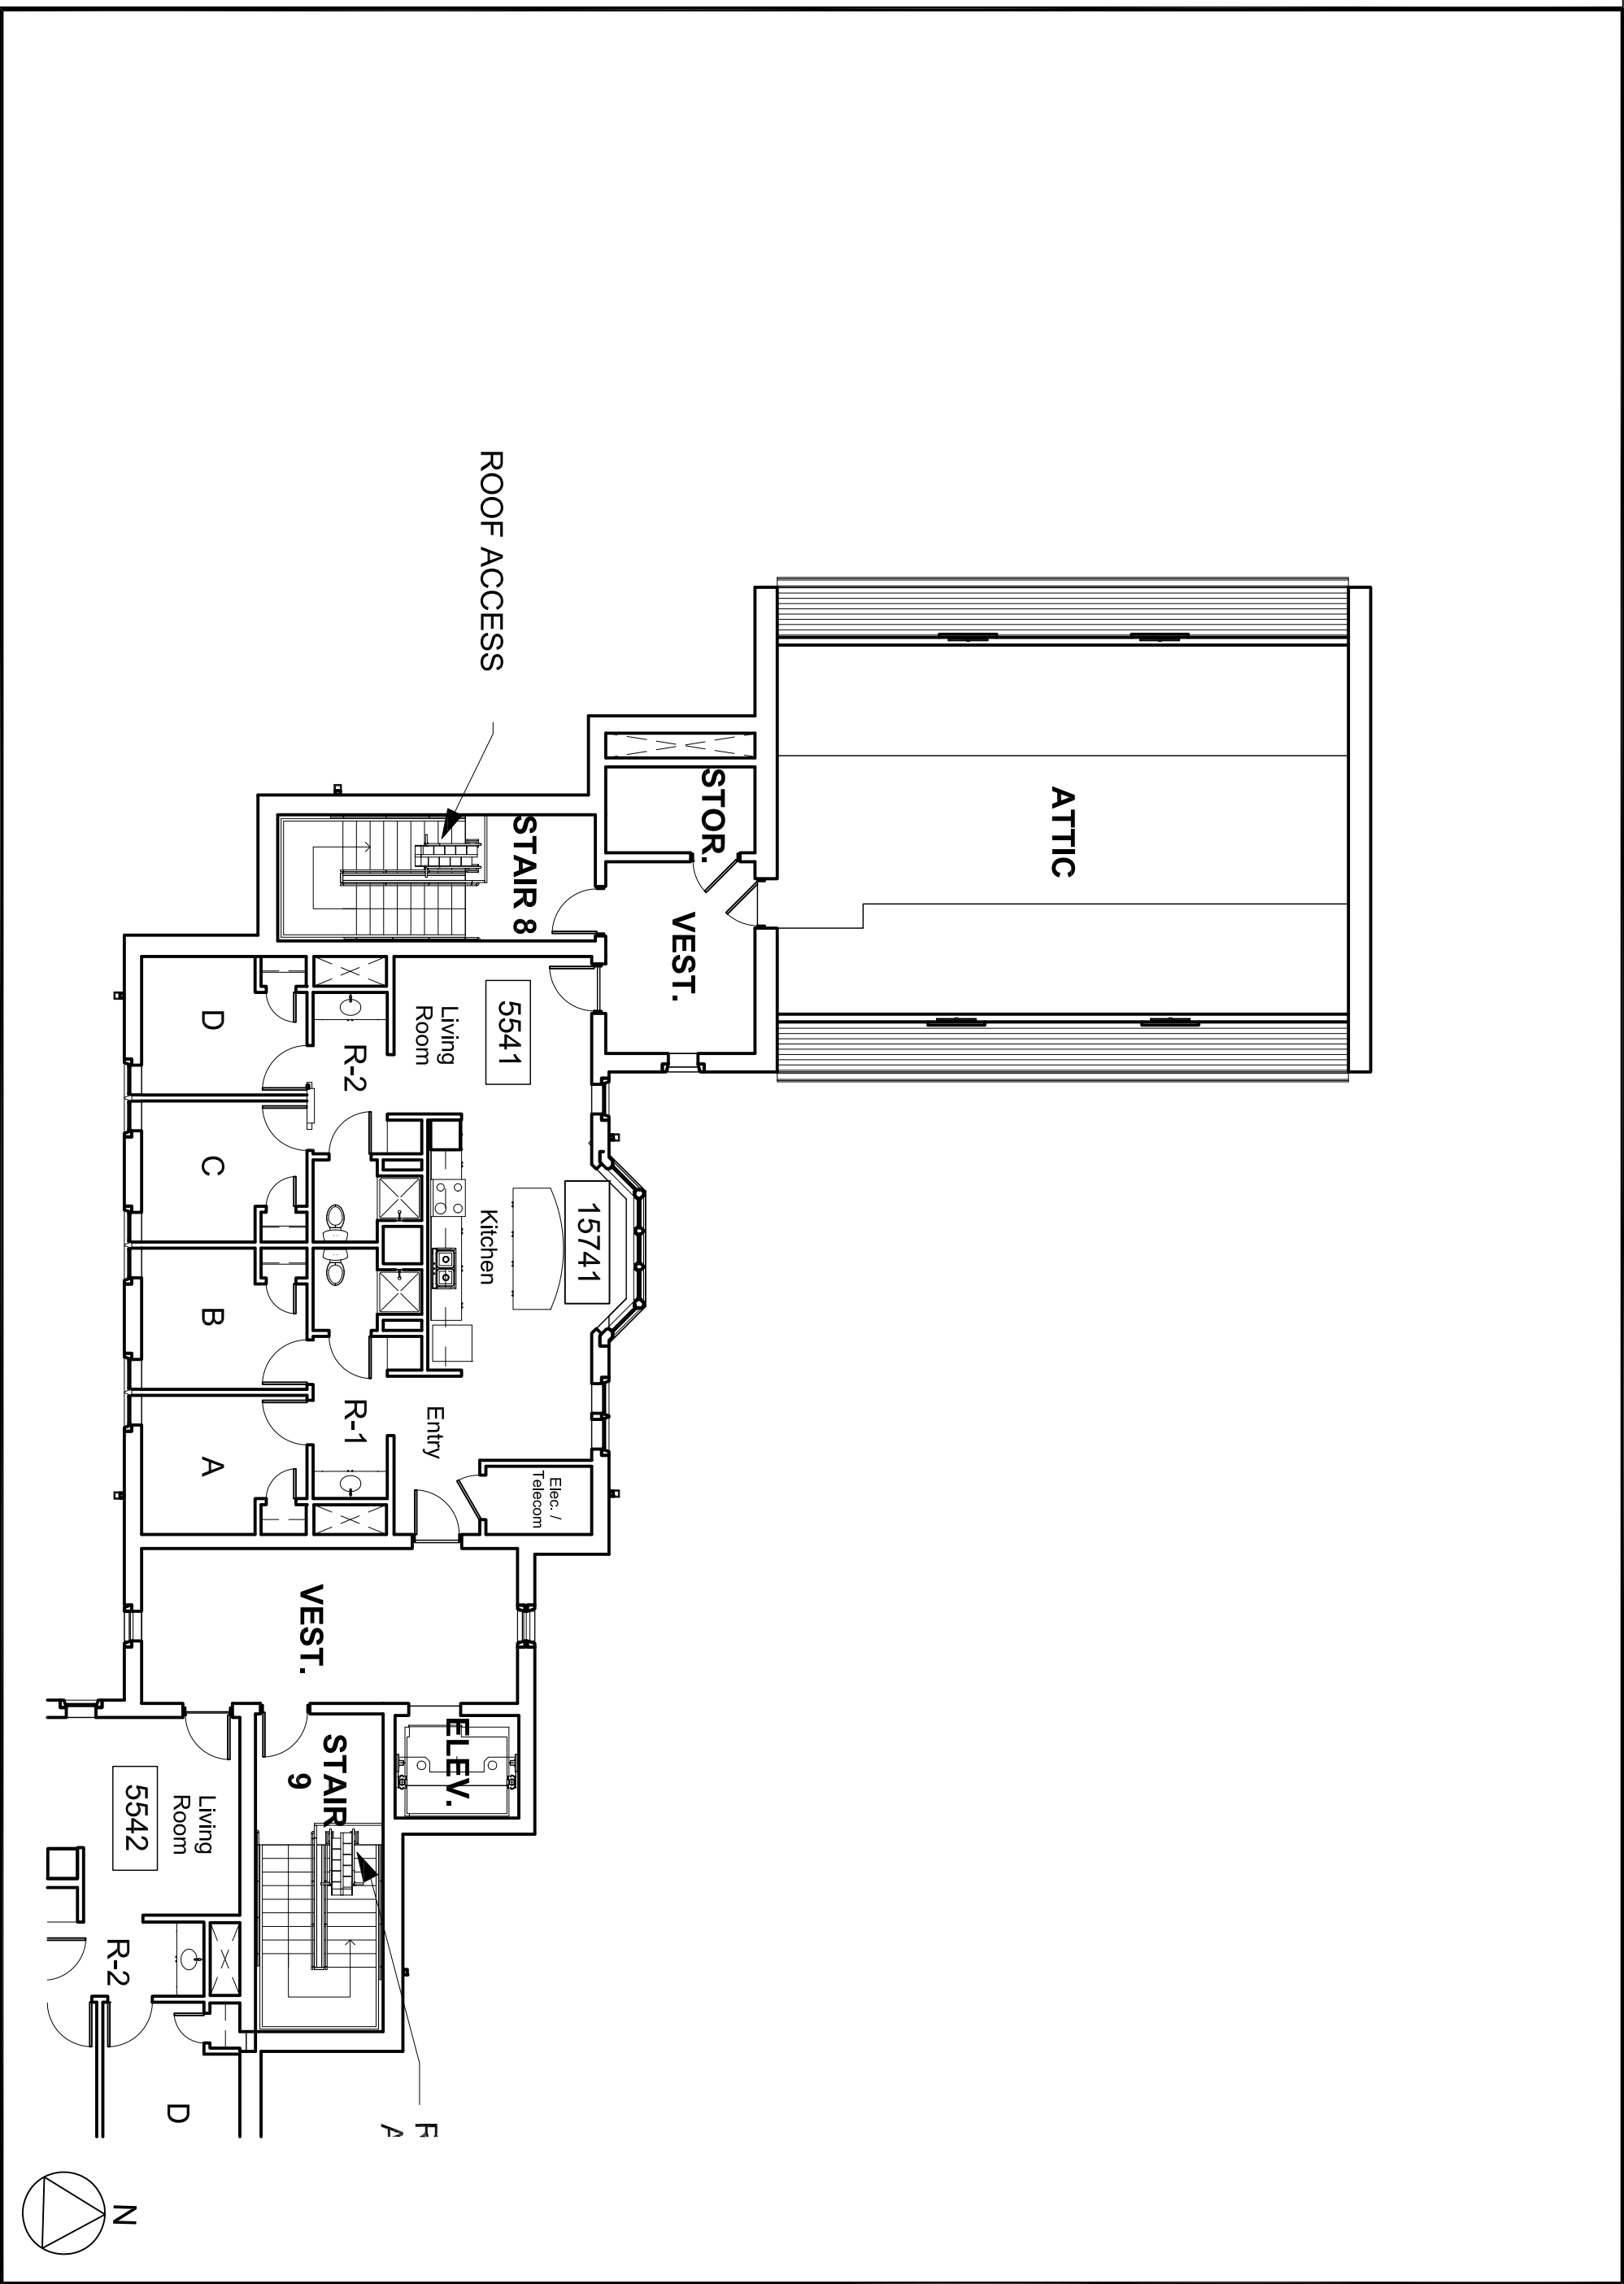 ATTIC
STOR.
VEST.
ROOF ACCESS
STAIR 8
15741
5541
Living
Room
Kitchen
Entry
Elec. /
Telecom
R-2
R-1
D
C
B
A
VEST.
ELEV.
STAIR
9
Living
Room
5542
R-2
D
N